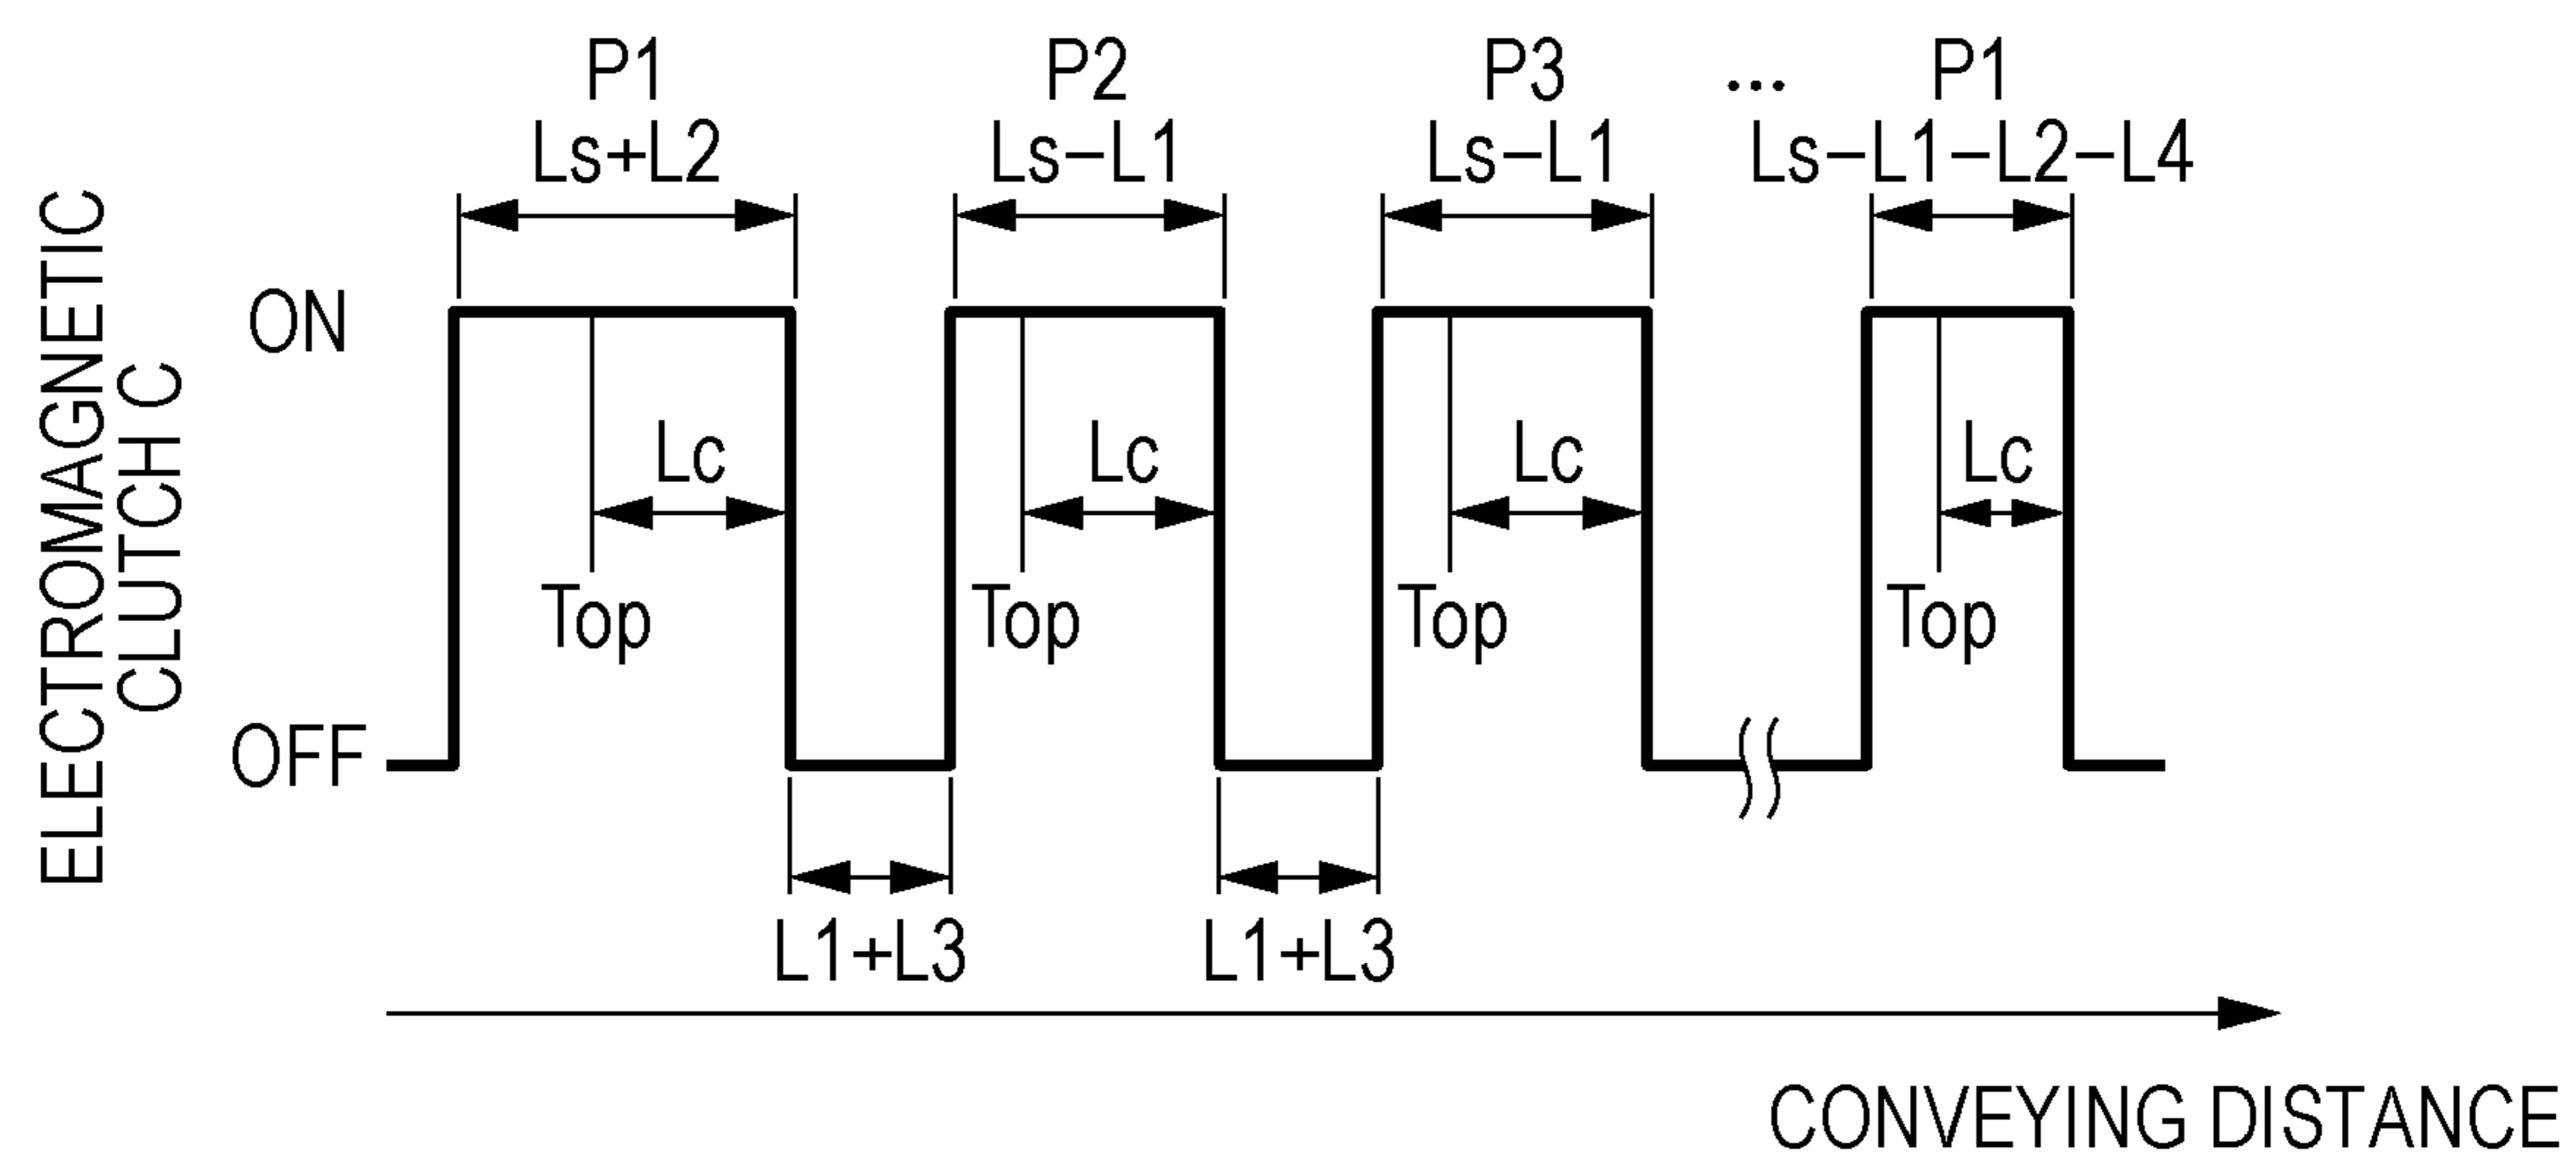 P1 P2 P3 ... P1
Ls+L2 Ls−L1 Ls−L1 Ls−L1−L2−L4
ELECTROMAGNETIC
CLUTCH C
ON
Lc Lc Lc Lc
Top Top Top Top
OFF
L1+L3 L1+L3
CONVEYING DISTANCE